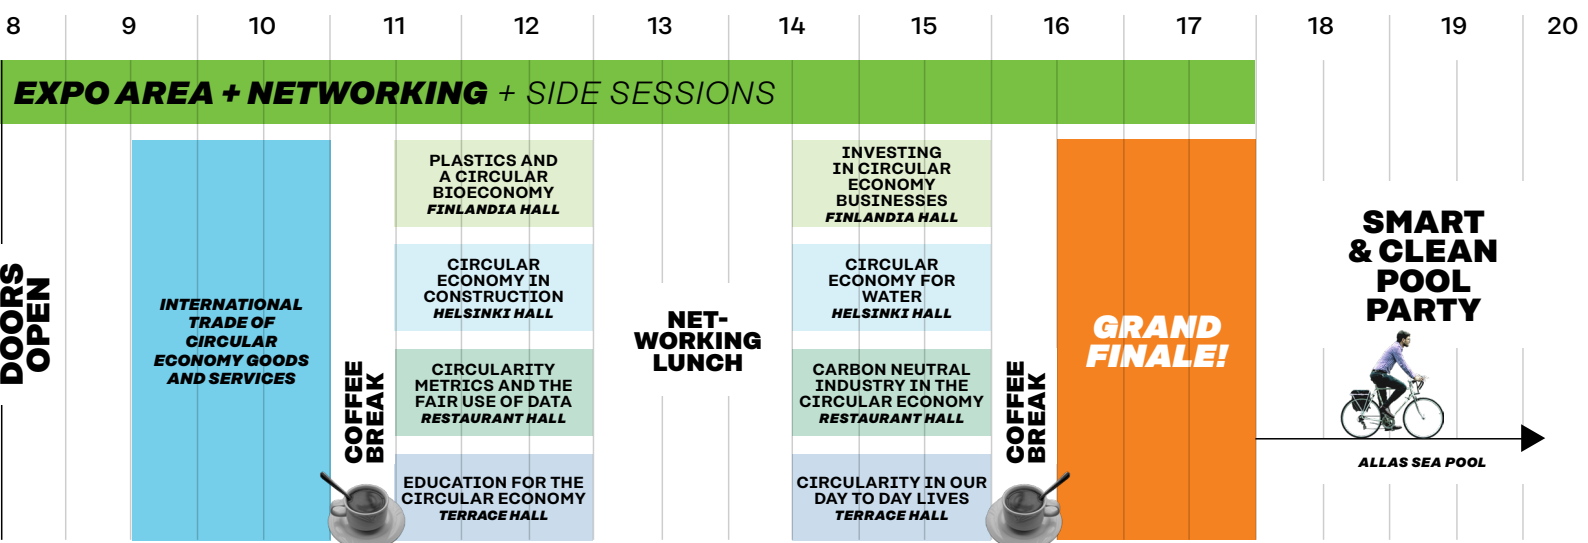 8 9 10 11 12 13 14 15 16 17 18 19 20
EXPO AREA + NETWORKING + SIDE SESSIONS
DOORS
OPEN
INTERNATIONAL
TRADE OF
CIRCULAR
ECONOMY GOODS
AND SERVICES
COFFEE
BREAK
PLASTICS AND
A CIRCULAR
BIOECONOMY
FINLANDIA HALL
CIRCULAR
ECONOMY IN
CONSTRUCTION
HELSINKI HALL
CIRCULARITY
METRICS AND THE
FAIR USE OF DATA
RESTAURANT HALL
EDUCATION FOR THE
CIRCULAR ECONOMY
TERRACE HALL
NET-
WORKING
LUNCH
INVESTING
IN CIRCULAR
ECONOMY
BUSINESSES
FINLANDIA HALL
CIRCULAR
ECONOMY FOR
WATER
HELSINKI HALL
CARBON NEUTRAL
INDUSTRY IN THE
CIRCULAR ECONOMY
RESTAURANT HALL
CIRCULARITY IN OUR
DAY TO DAY LIVES
TERRACE HALL
COFFEE
BREAK
GRAND
FINALE!
SMART
& CLEAN
POOL
PARTY
ALLAS SEA POOL